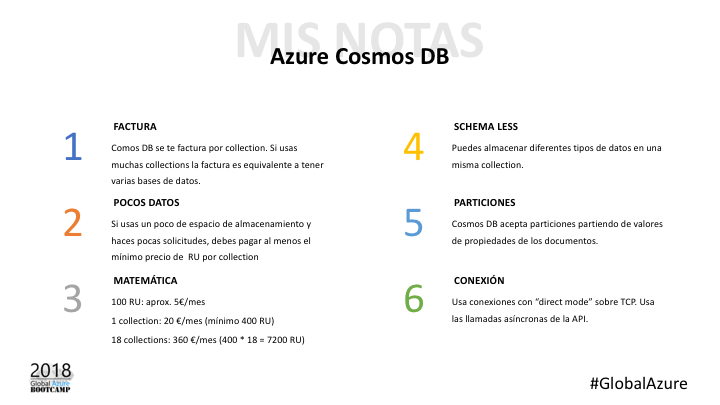 MIS NOTAS
Azure Cosmos DB
1
FACTURA
Comos DB se te factura por collection. Si usas
muchas collections la factura es equivalente a tener
varias bases de datos.
2
POCOS DATOS
Si usas un poco de espacio de almacenamiento y
haces pocas solicitudes, debes pagar al menos el
mínimo precio de RU por collection
3
MATEMÁTICA
100 RU: aprox. 5€/mes
1 collection: 20 €/mes (mínimo 400 RU)
18 collections: 360 €/mes (400 * 18 = 7200 RU)
4
SCHEMA LESS
Puedes almacenar diferentes tipos de datos en una
misma collection.
5
PARTICIONES
Cosmos DB acepta particiones partiendo de valores
de propiedades de los documentos.
6
CONEXIÓN
Usa conexiones con “direct mode” sobre TCP. Usa
las llamadas asíncronas de la API.
2018
Global Azure
BOOTCAMP
#GlobalAzure